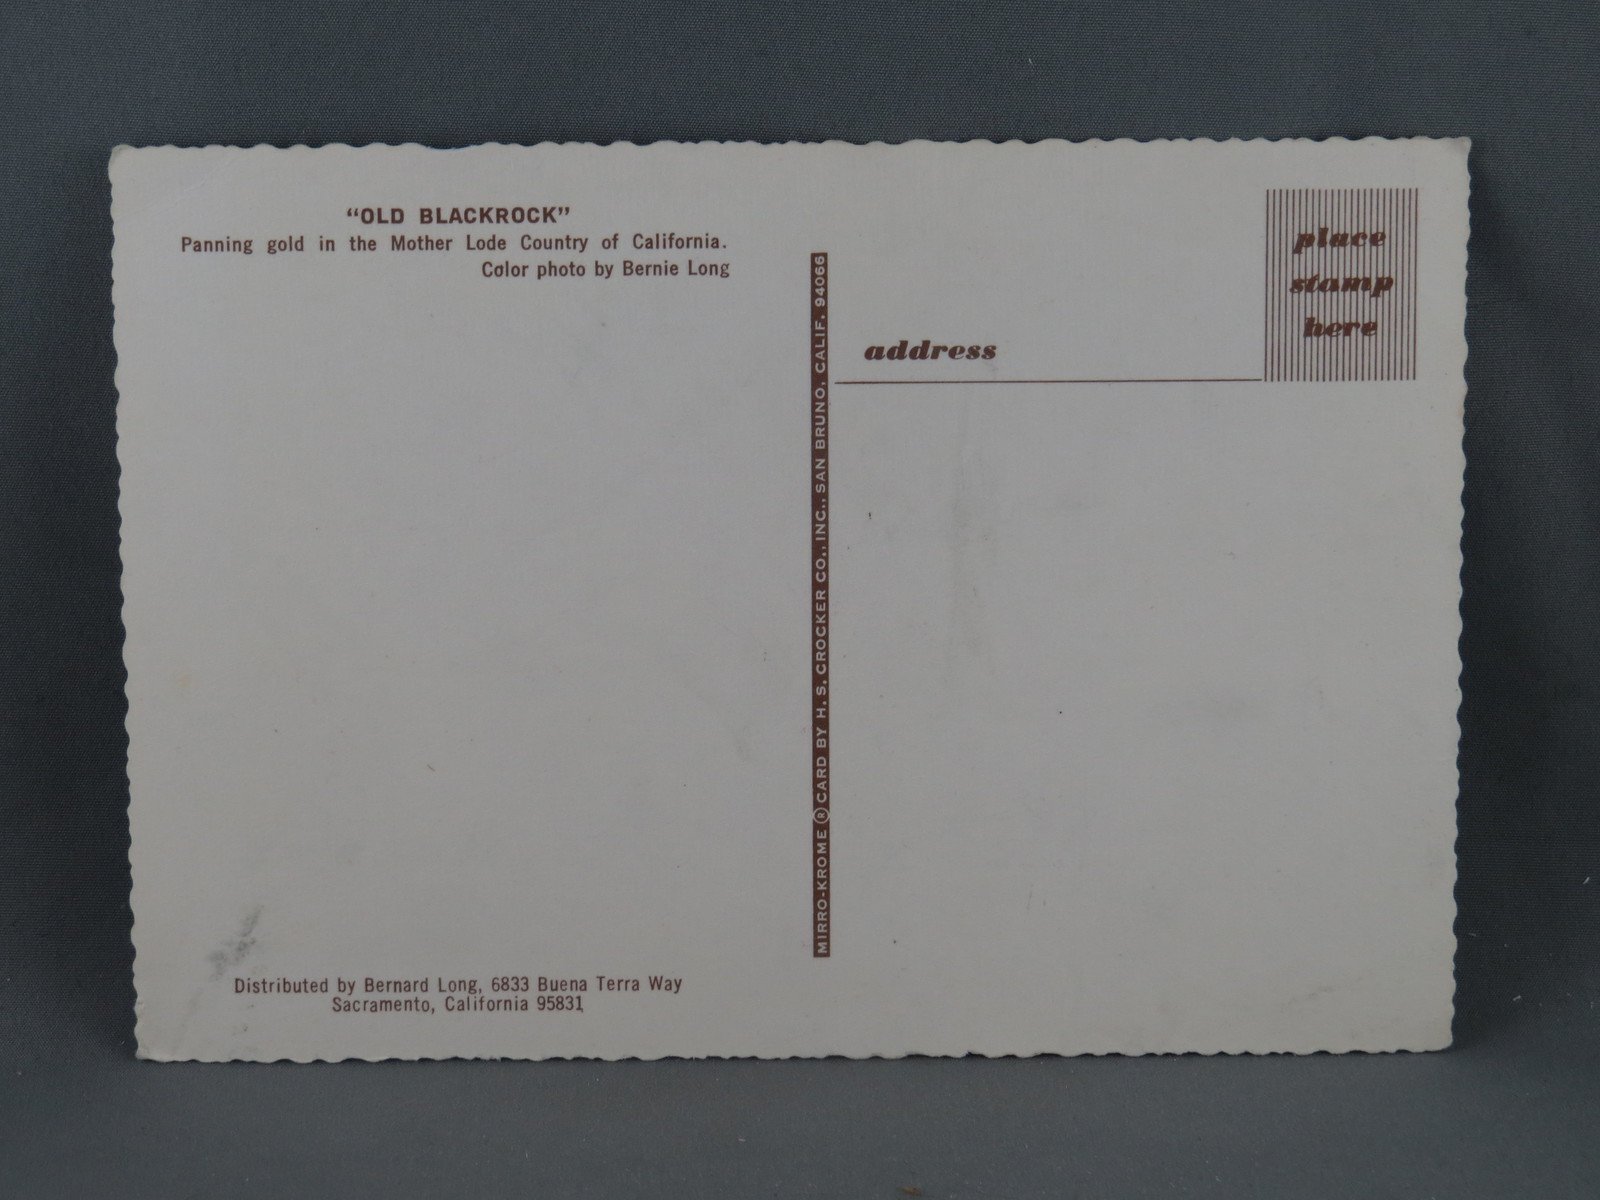 "OLD BLACKROCK"
Panning gold in the Mother Lode Country of California.
Color photo by Bernie Long
place
stamp
here
address
MIRRO-KROME ® CARD BY H. S. CROCKER CO., INC., SAN BRUNO, CALIF. 94066
Distributed by Bernard Long, 6833 Buena Terra Way
Sacramento, California 95831